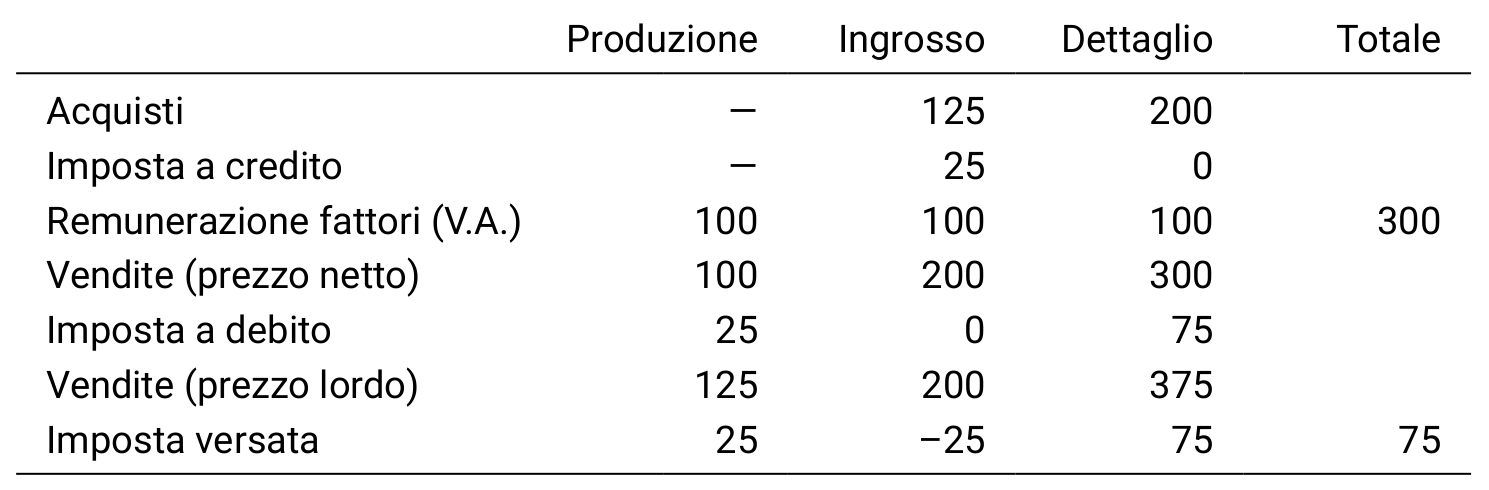 Produzione Ingrosso Dettaglio Totale
Acquisti — 125 200
Imposta a credito — 25 0
Remunerazione fattori (V.A.) 100 100 100 300
Vendite (prezzo netto) 100 200 300
Imposta a debito 25 0 75
Vendite (prezzo lordo) 125 200 375
Imposta versata 25 −25 75 75